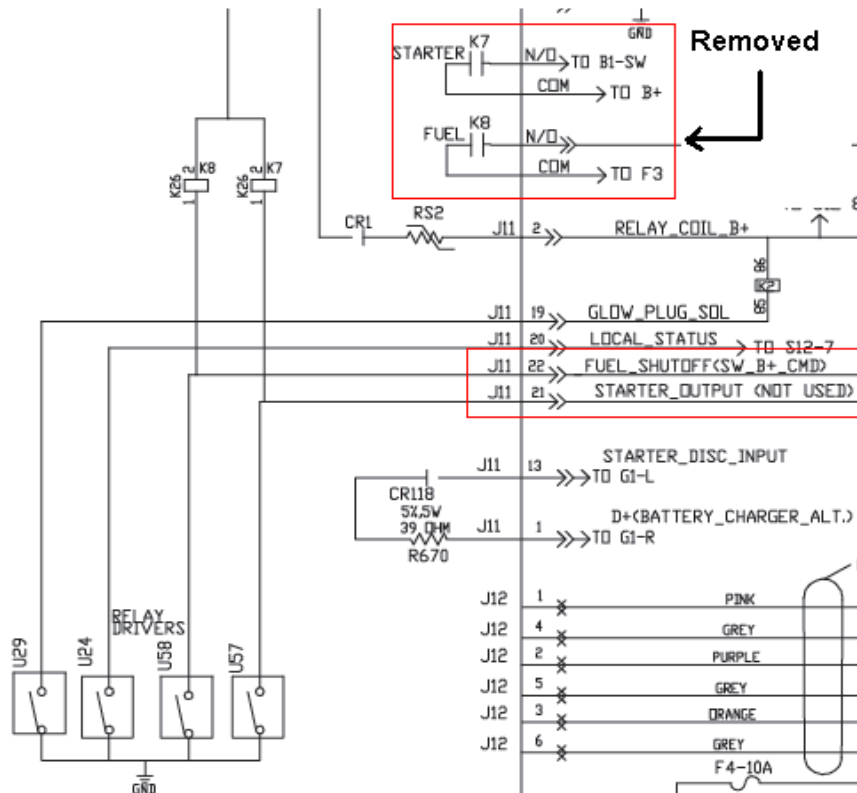 GND
Removed
STARTER K7 N/O TO B1-SW
COM TO B+
FUEL K8 N/O
COM TO F3
K26 2 1 K8
K26 2 1 K7
CR1 RS2 J11 2 RELAY_COIL_B+
86
K2
85
J11 19 GLOW_PLUG_SOL
J11 20 LOCAL_STATUS TO S12-7
J11 22 FUEL_SHUTOFF(SW_B+_CMD)
J11 21 STARTER_OUTPUT (NOT USED)
J11 13 STARTER_DISC_INPUT
TO G1-L
CR118
5%,5W
39 OHM
R670
J11 1 D+(BATTERY_CHARGER_ALT.)
TO G1-R
J12 1 PINK
J12 4 GREY
J12 2 PURPLE
J12 5 GREY
J12 3 ORANGE
J12 6 GREY
F4-10A
RELAY
DRIVERS
U29 U24 U58 U57
GND